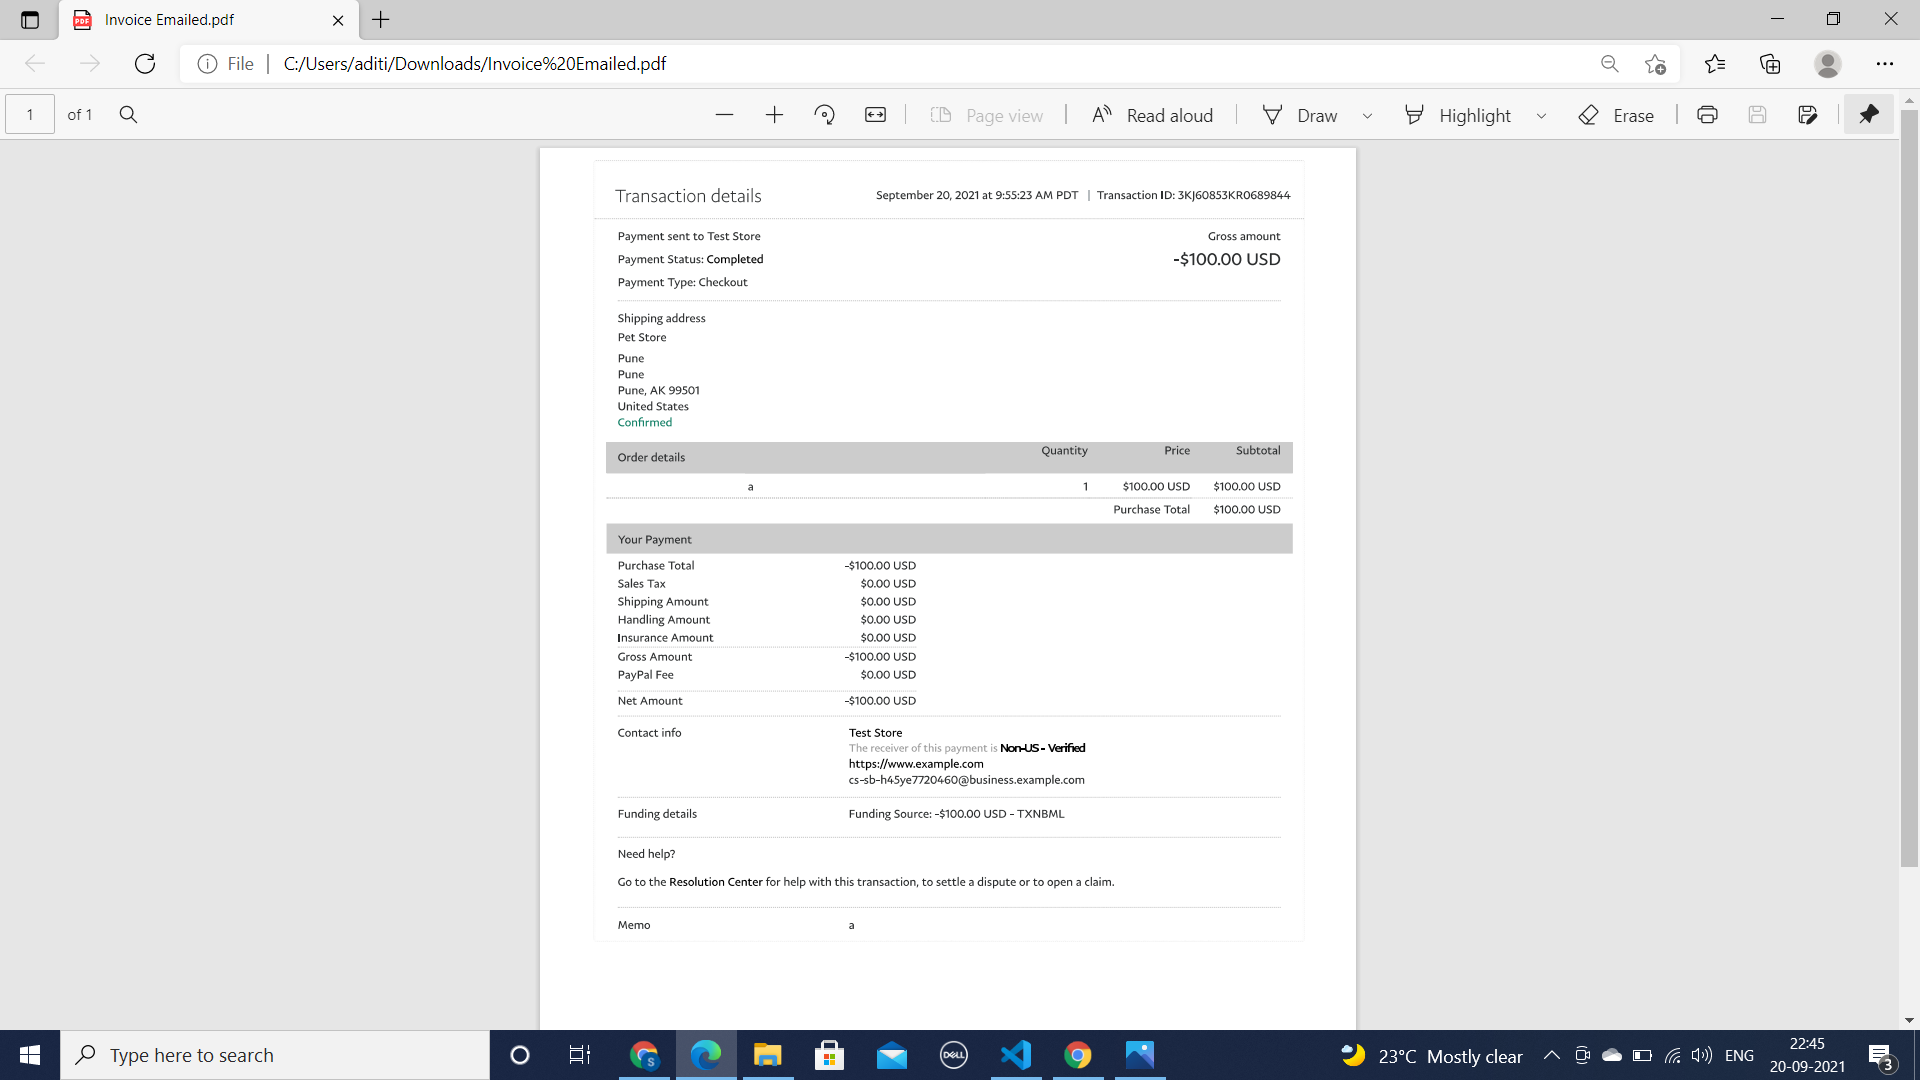 Invoice Emailed.pdf
File | C:/Users/aditi/Downloads/Invoice%20Emailed.pdf
1 of 1 Page view Read aloud Draw Highlight Erase
Transaction details September 20, 2021 at 9:55:23 AM PDT | Transaction ID: 3KJ60853KR0689844
Payment sent to Test Store Gross amount
Payment Status: Completed -$100.00 USD
Payment Type: Checkout
Shipping address
Pet Store
Pune
Pune
Pune, AK 99501
United States
Confirmed
Order details Quantity Price Subtotal
a 1 $100.00 USD $100.00 USD
Purchase Total $100.00 USD
Your Payment
Purchase Total -$100.00 USD
Sales Tax $0.00 USD
Shipping Amount $0.00 USD
Handling Amount $0.00 USD
Insurance Amount $0.00 USD
Gross Amount -$100.00 USD
PayPal Fee $0.00 USD
Net Amount -$100.00 USD
Contact info Test Store
The receiver of this payment is Non-US - Verified
https://www.example.com
cs-sb-h45ye7720460@business.example.com
Funding details Funding Source: -$100.00 USD - TXNBML
Need help?
Go to the Resolution Center for help with this transaction, to settle a dispute or to open a claim.
Memo a
Type here to search DELL 23°C Mostly clear ENG 22:45
20-09-2021 3